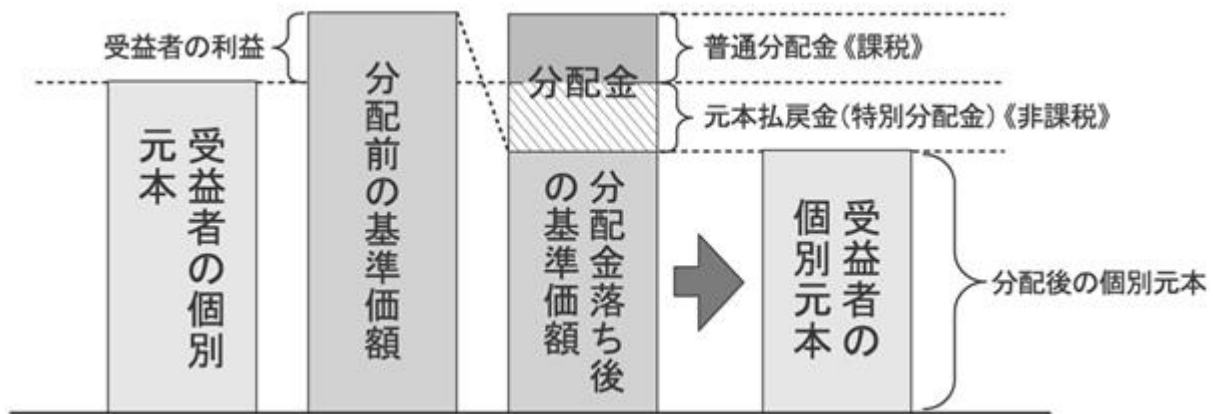 受益者の利益
受益者の個別
元本
分配前の基準価額
分配金
分配金落ち後
の基準価額
普通分配金《課税》
元本払戻金(特別分配金)《非課税》
受益者の
個別元本
分配後の個別元本